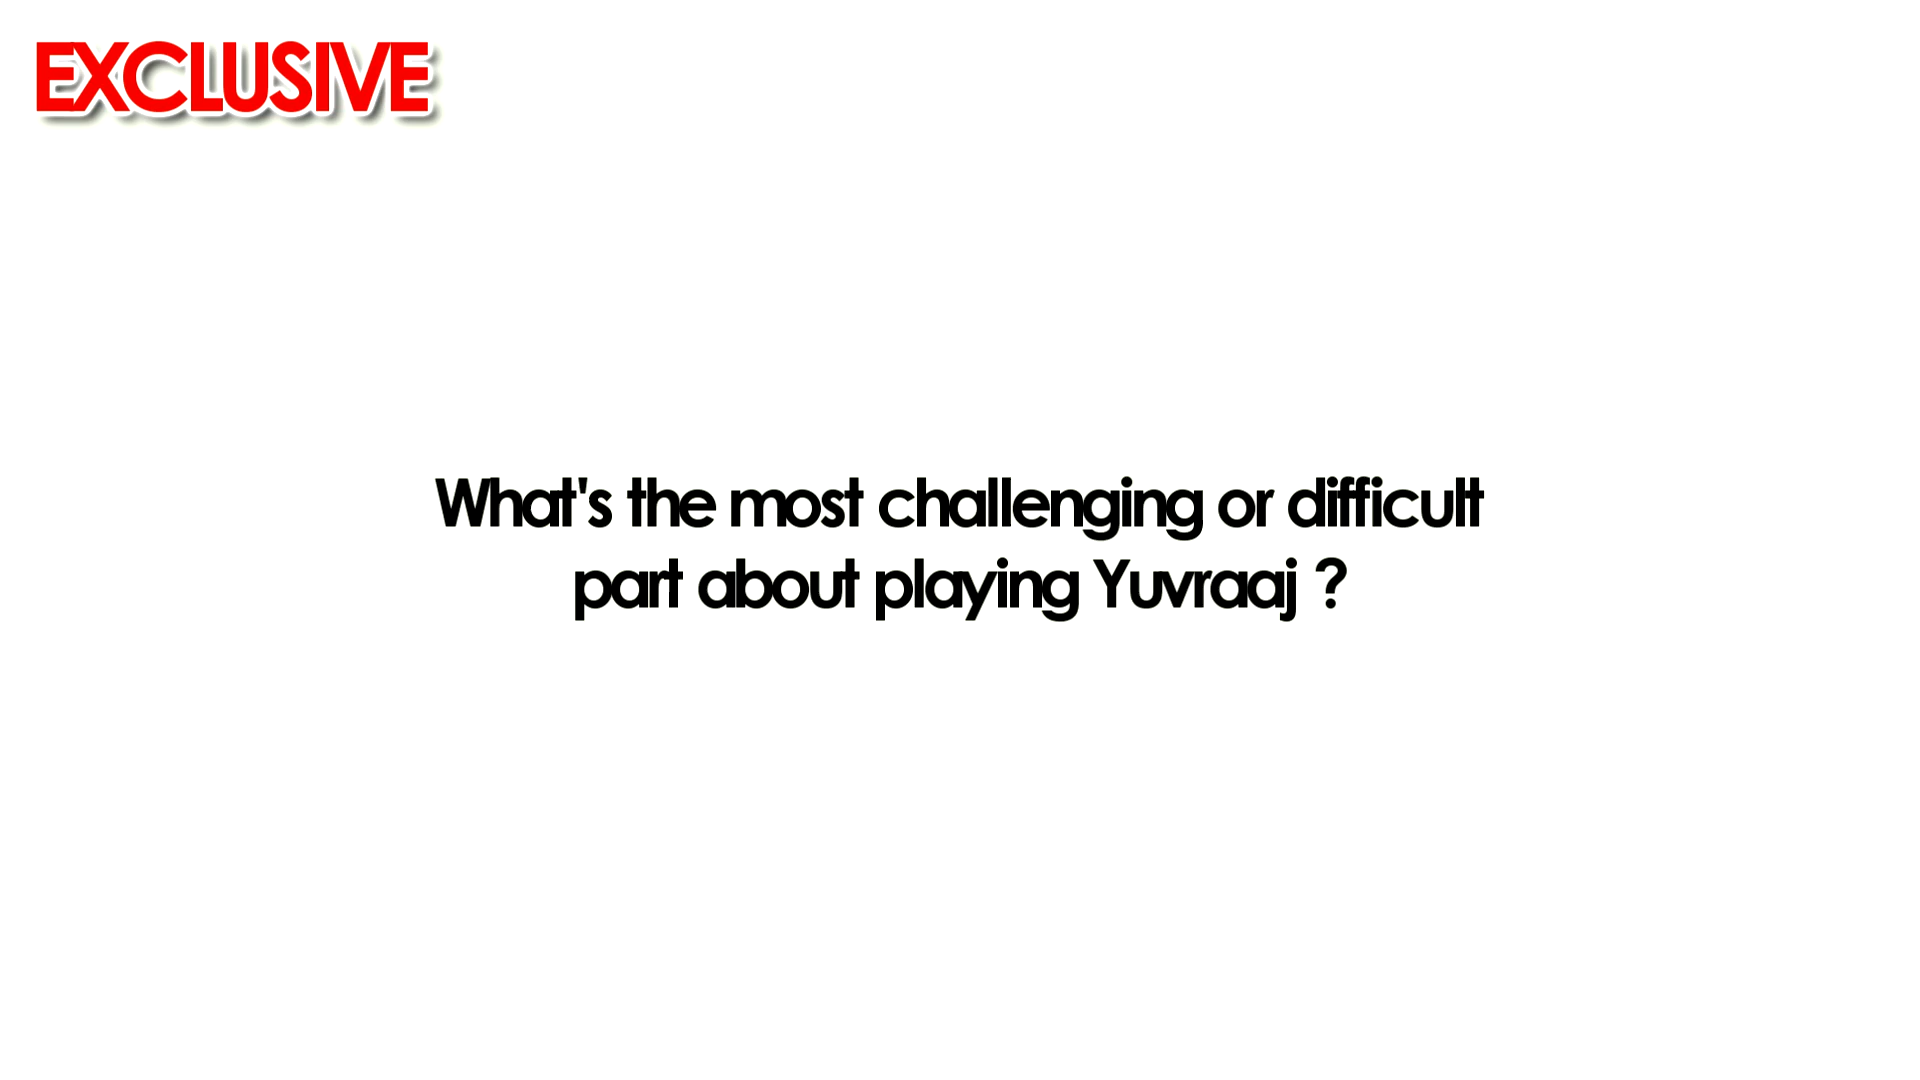 EXCLUSIVE
What's the most challenging or difficult
part about playing Yuvraaj ?